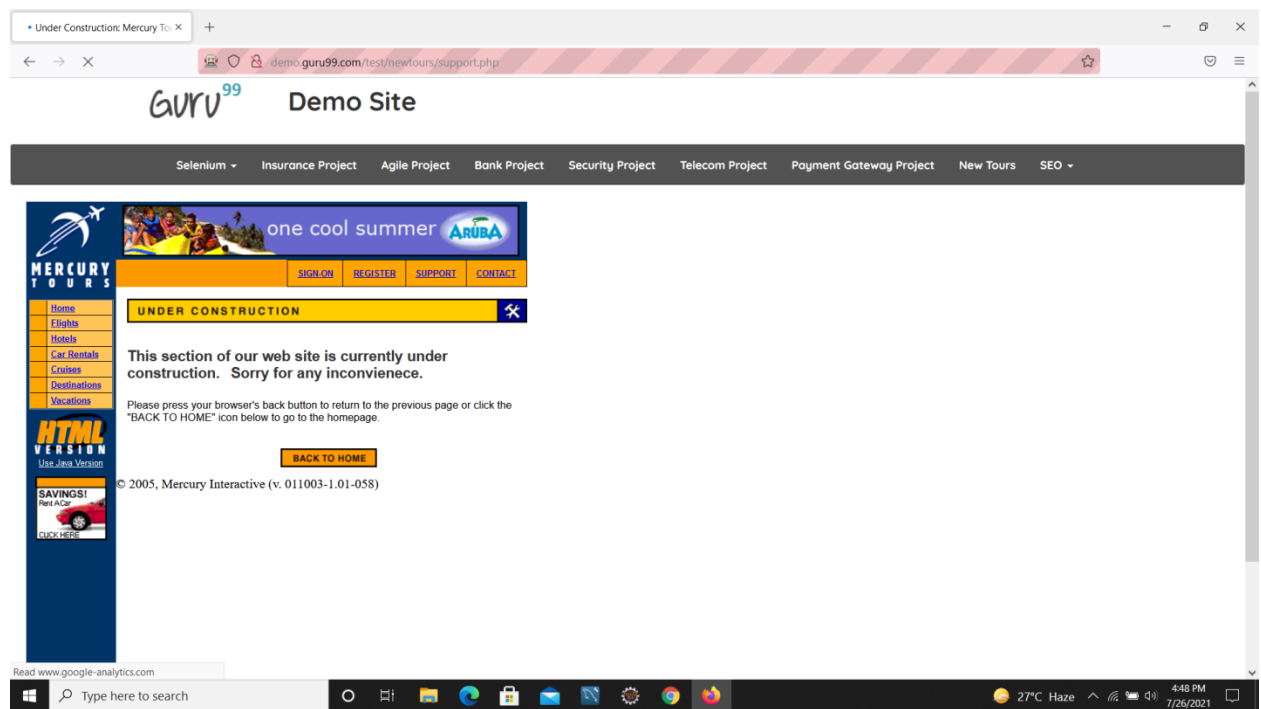 Under Construction: Mercury To
demo.guru99.com/test/newtours/support.php
Guru99 Demo Site
Selenium Insurance Project Agile Project Bank Project Security Project Telecom Project Payment Gateway Project New Tours SEO
one cool summer ARUBA
MERCURY
TOURS
SIGN-ON REGISTER SUPPORT CONTACT
Home
Flights
Hotels
Car Rentals
Cruises
Destinations
Vacations
HTML
VERSION
Use Java Version
SAVINGS!
Rent A Car
CLICK HERE
UNDER CONSTRUCTION
This section of our web site is currently under
construction. Sorry for any inconvienece.
Please press your browser's back button to return to the previous page or click the
"BACK TO HOME" icon below to go to the homepage.
BACK TO HOME
© 2005, Mercury Interactive (v. 011003-1.01-058)
Read www.google-analytics.com
Type here to search
27°C Haze
4:48 PM
7/26/2021